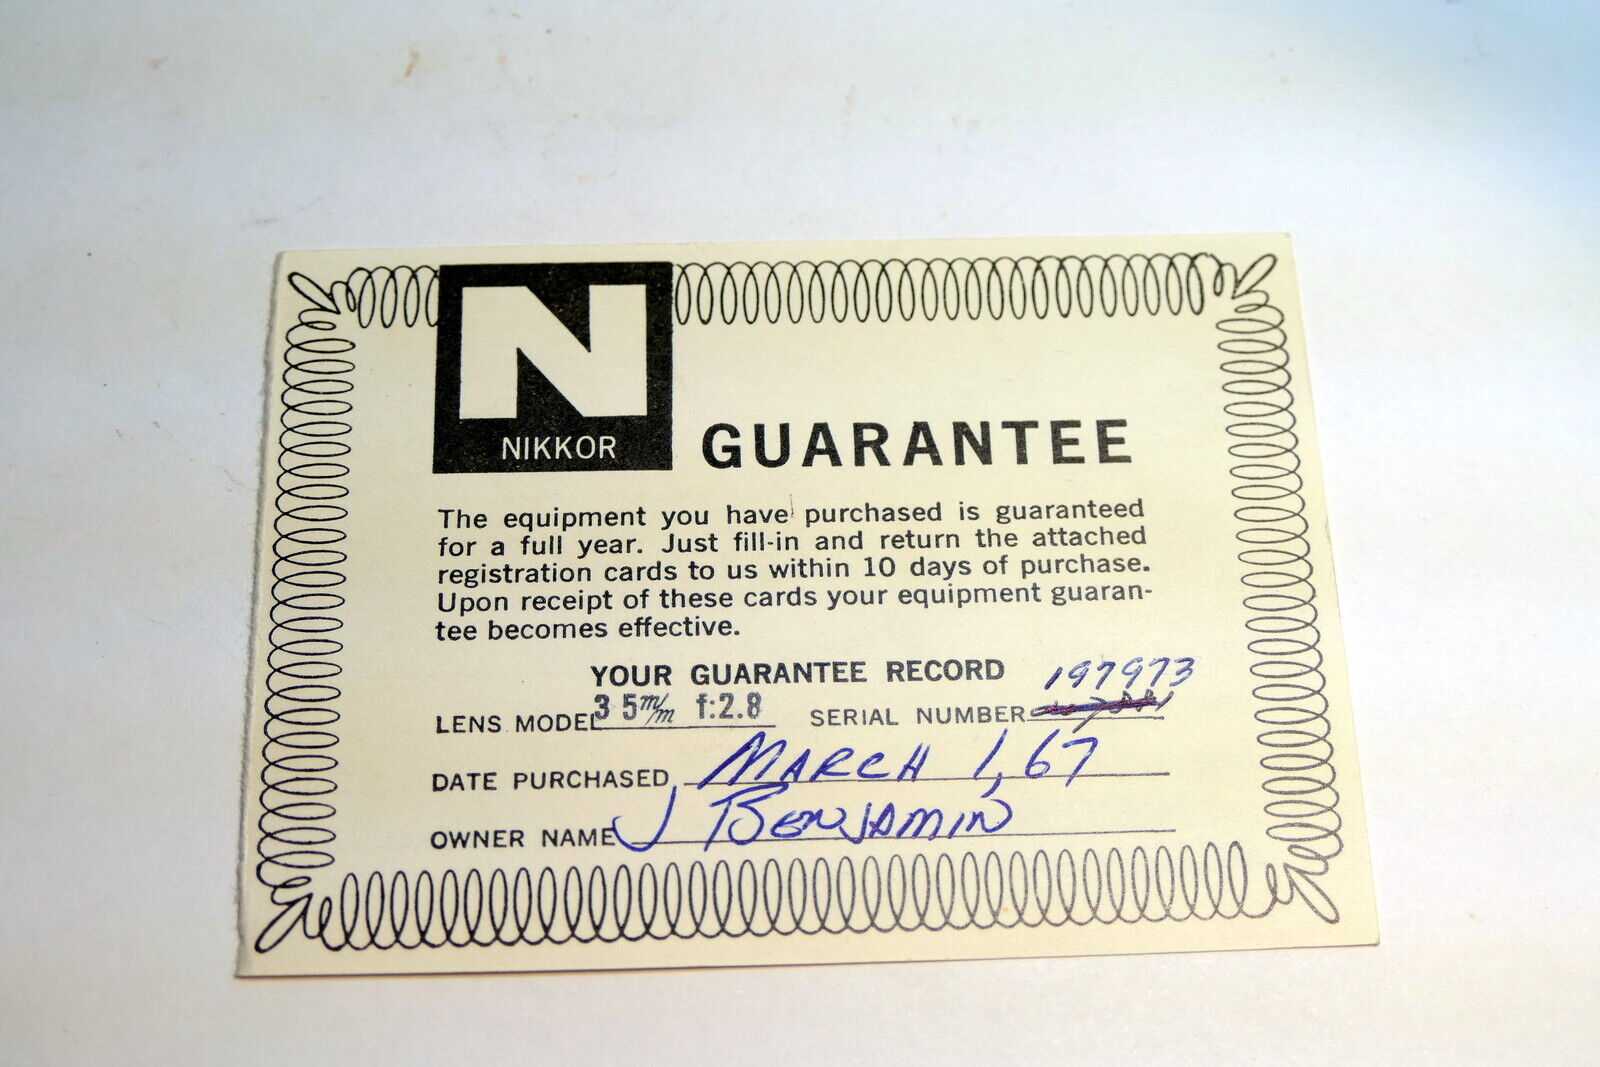 N
NIKKOR
GUARANTEE
The equipment you have purchased is guaranteed
for a full year. Just fill-in and return the attached
registration cards to us within 10 days of purchase.
Upon receipt of these cards your equipment guaran-
tee becomes effective.
YOUR GUARANTEE RECORD
197973
LENS MODEL 35 m/m f:2.8 SERIAL NUMBER
DATE PURCHASED MARCH 1, 67
OWNER NAME J BENJAMIN